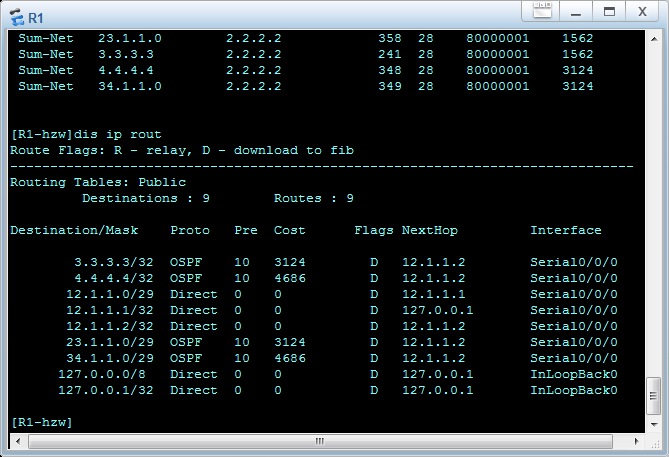 R1
Sum-Net 23.1.1.0 2.2.2.2 358 28 80000001 1562
Sum-Net 3.3.3.3 2.2.2.2 241 28 80000001 1562
Sum-Net 4.4.4.4 2.2.2.2 348 28 80000001 3124
Sum-Net 34.1.1.0 2.2.2.2 349 28 80000001 3124
[R1-hzw]dis ip rout
Route Flags: R - relay, D - download to fib
------------------------------------------------------------------------------
Routing Tables: Public
Destinations : 9 Routes : 9
Destination/Mask Proto Pre Cost Flags NextHop Interface
3.3.3.3/32 OSPF 10 3124 D 12.1.1.2 Serial0/0/0
4.4.4.4/32 OSPF 10 4686 D 12.1.1.2 Serial0/0/0
12.1.1.0/29 Direct 0 0 D 12.1.1.1 Serial0/0/0
12.1.1.1/32 Direct 0 0 D 127.0.0.1 Serial0/0/0
12.1.1.2/32 Direct 0 0 D 12.1.1.2 Serial0/0/0
23.1.1.0/29 OSPF 10 3124 D 12.1.1.2 Serial0/0/0
34.1.1.0/29 OSPF 10 4686 D 12.1.1.2 Serial0/0/0
127.0.0.0/8 Direct 0 0 D 127.0.0.1 InLoopBack0
127.0.0.1/32 Direct 0 0 D 127.0.0.1 InLoopBack0
[R1-hzw]